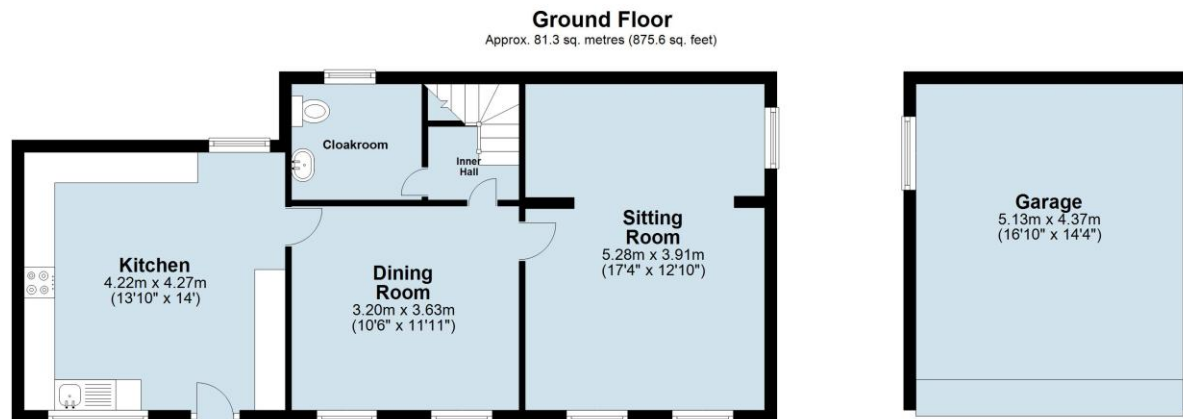 Ground Floor
Approx. 81.3 sq. metres (875.6 sq. feet)
Cloakroom
Inner
Hall
Kitchen
4.22m x 4.27m
(13'10" x 14')
Dining
Room
3.20m x 3.63m
(10'6" x 11'11")
Sitting
Room
5.28m x 3.91m
(17'4" x 12'10")
Garage
5.13m x 4.37m
(16'10" x 14'4")